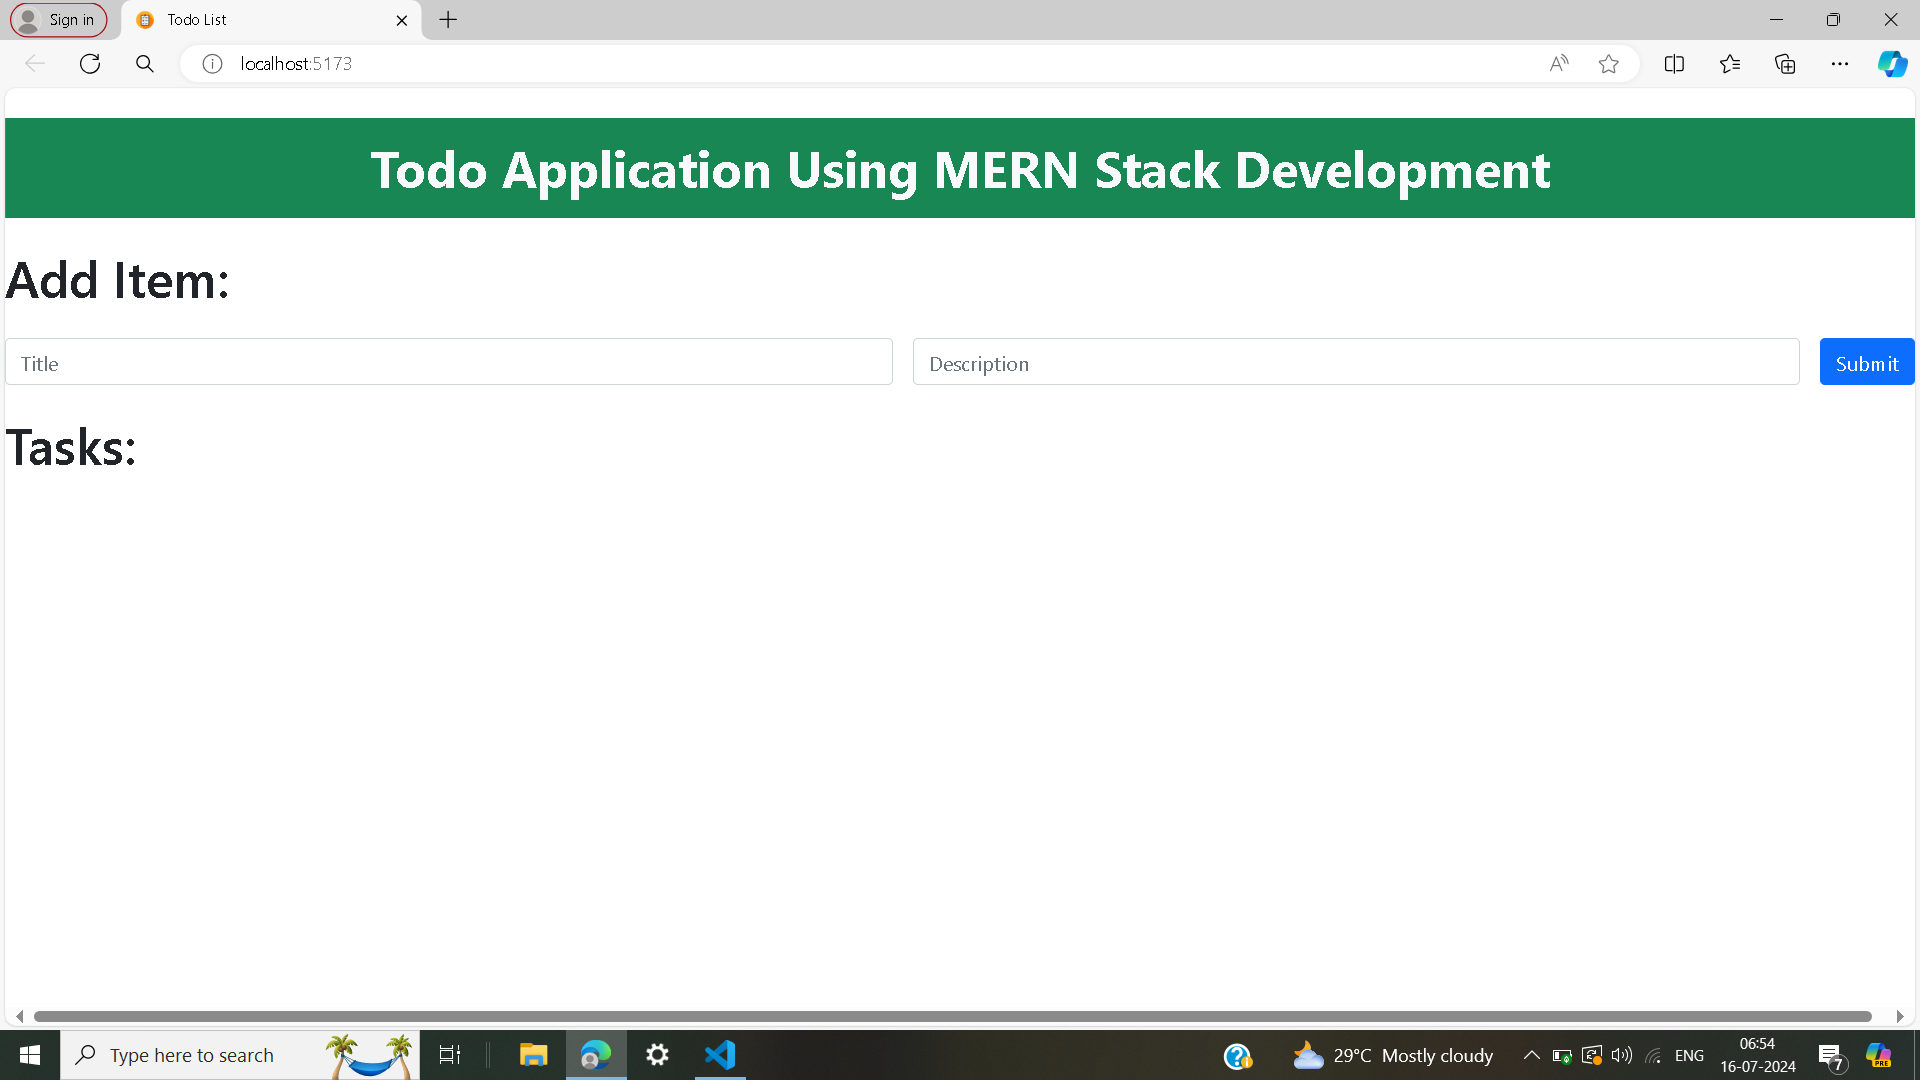 Sign in
Todo List
localhost:5173
Todo Application Using MERN Stack Development
Add Item:
Title
Description
Submit
Tasks:
Type here to search
29°C Mostly cloudy
ENG
06:54
16-07-2024
7
PRE